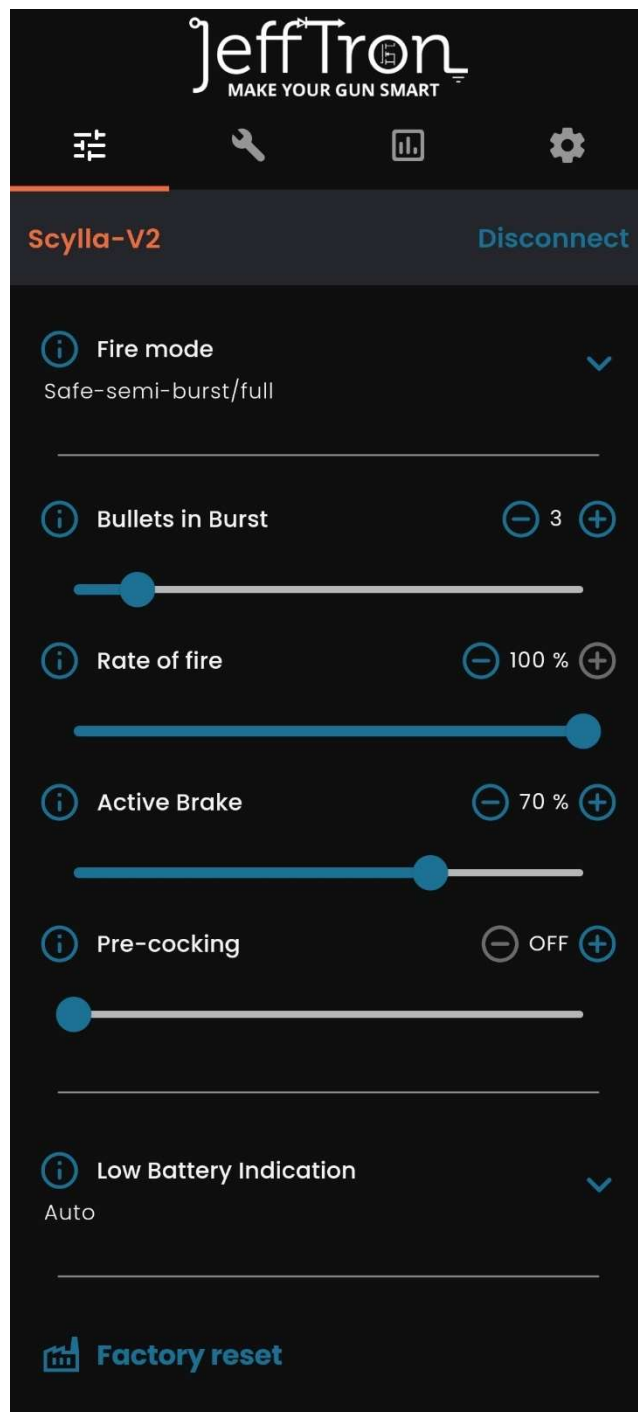 JeffTron
MAKE YOUR GUN SMART
Scylla-V2 Disconnect
Fire mode
Safe-semi-burst/full
Bullets in Burst 3
Rate of fire 100 %
Active Brake 70 %
Pre-cocking OFF
Low Battery Indication
Auto
Factory reset